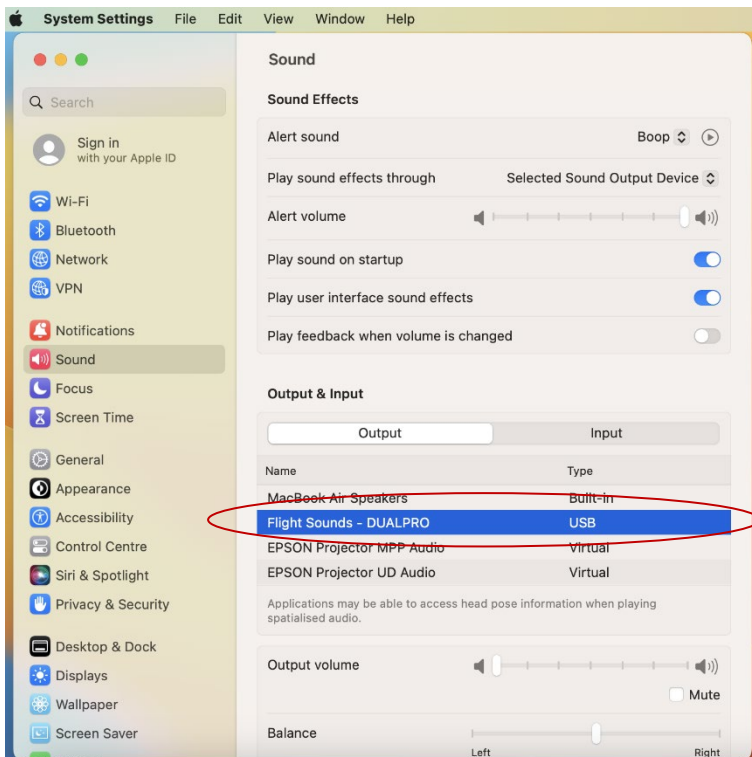 System Settings File Edit View Window Help
Search
Sign in
with your Apple ID
Wi-Fi
Bluetooth
Network
VPN
Notifications
Sound
Focus
Screen Time
General
Appearance
Accessibility
Control Centre
Siri & Spotlight
Privacy & Security
Desktop & Dock
Displays
Wallpaper
Screen Saver
Sound
Sound Effects
Alert sound Boop
Play sound effects through Selected Sound Output Device
Alert volume
Play sound on startup
Play user interface sound effects
Play feedback when volume is changed
Output & Input
Output Input
Name Type
MacBook Air Speakers Built-in
Flight Sounds - DUALPRO USB
EPSON Projector MPP Audio Virtual
EPSON Projector UD Audio Virtual
Applications may be able to access head pose information when playing
spatialised audio.
Output volume
Mute
Balance
Left Right